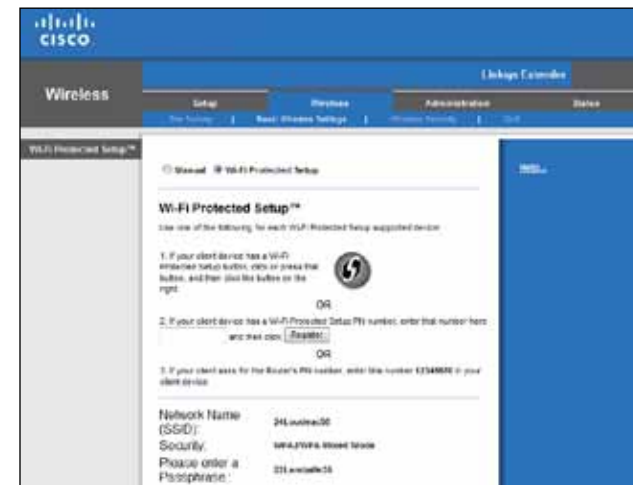 CISCO
Linksys Extender
Wireless
Setup
Wireless
Administration
Status
Site Survey | Basic Wireless Settings | Wireless Security | QoS
Wi-Fi Protected Setup™
Manual Wi-Fi Protected Setup
Wi-Fi Protected Setup™
Use one of the following for each Wi-Fi Protected Setup supported device:
1. If your client device has a Wi-Fi
Protected Setup button, click or press that
button, and then click the button on the
right.
OR
2. If your client device has a Wi-Fi Protected Setup PIN number, enter that number here
and then click Register
OR
3. If your client asks for the Router's PIN number, enter this number in your
client device.
Network Name
(SSID):
Security:
WPA2/WPA Mixed Mode
Please enter a
Passphrase :